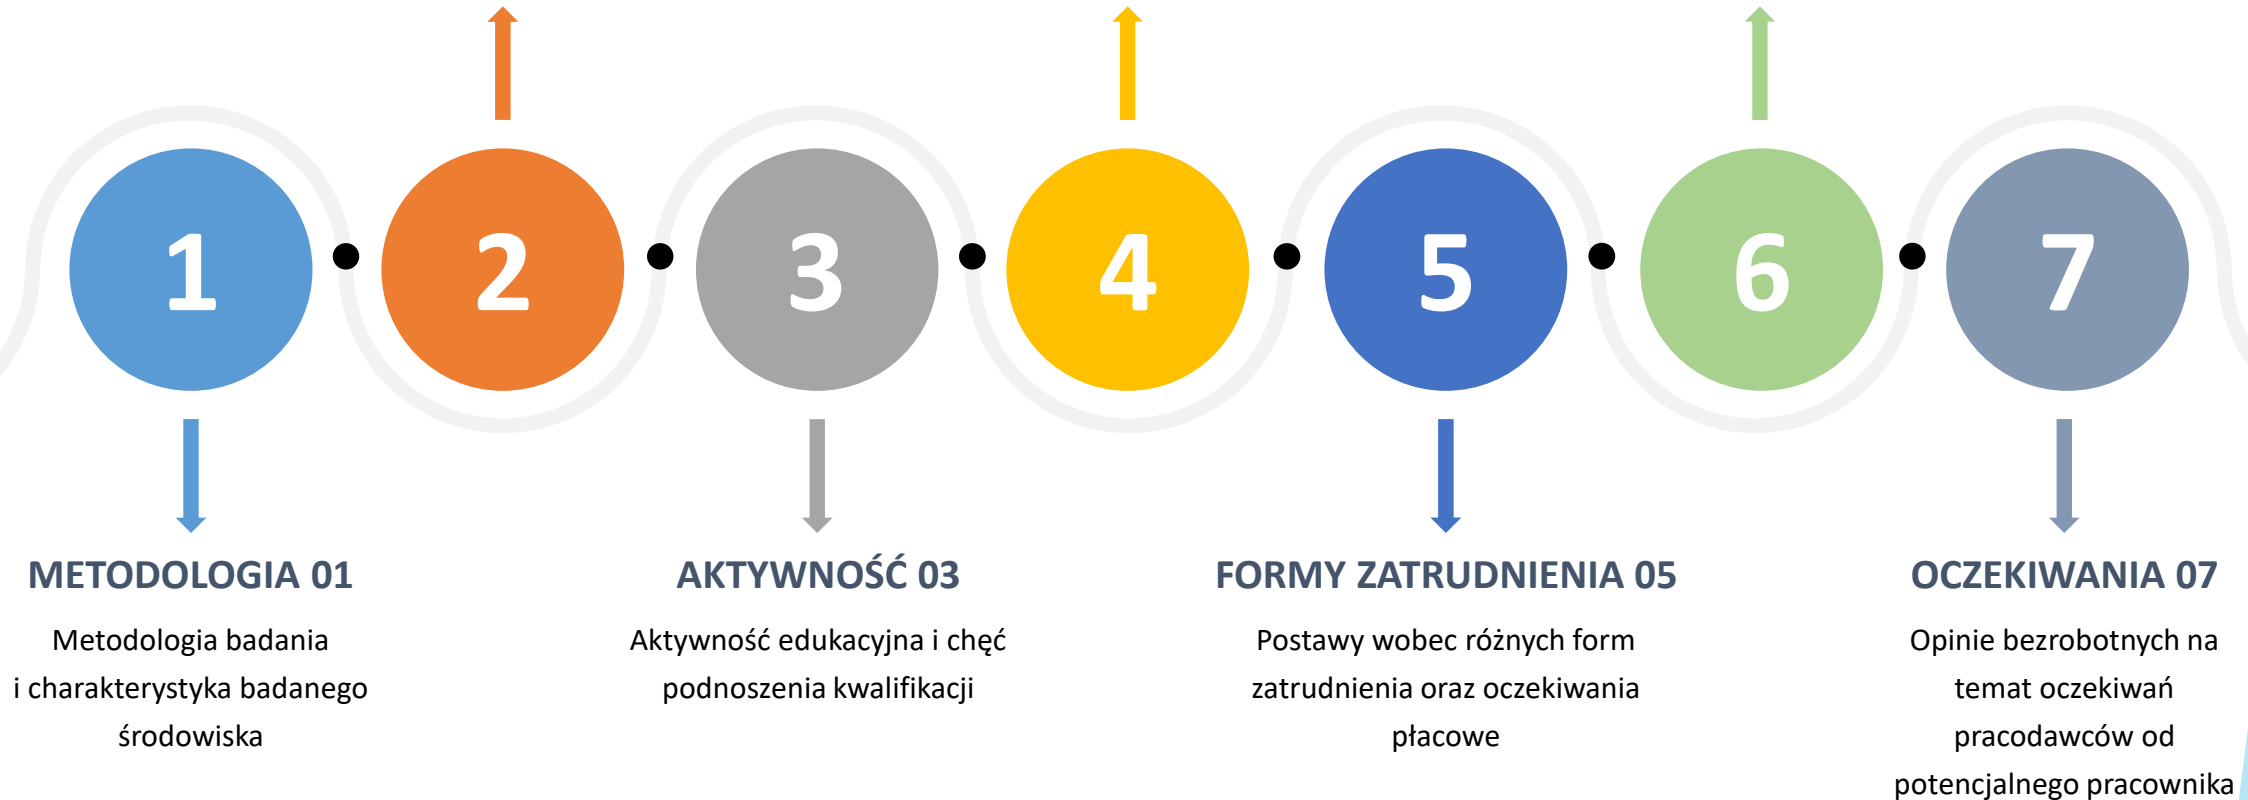 1
2
3
4
5
6
7
METODOLOGIA 01
Metodologia badania
i charakterystyka badanego
środowiska
AKTYWNOŚĆ 03
Aktywność edukacyjna i chęć
podnoszenia kwalifikacji
FORMY ZATRUDNIENIA 05
Postawy wobec różnych form
zatrudnienia oraz oczekiwania
płacowe
OCZEKIWANIA 07
Opinie bezrobotnych na
temat oczekiwań
pracodawców od
potencjalnego pracownika